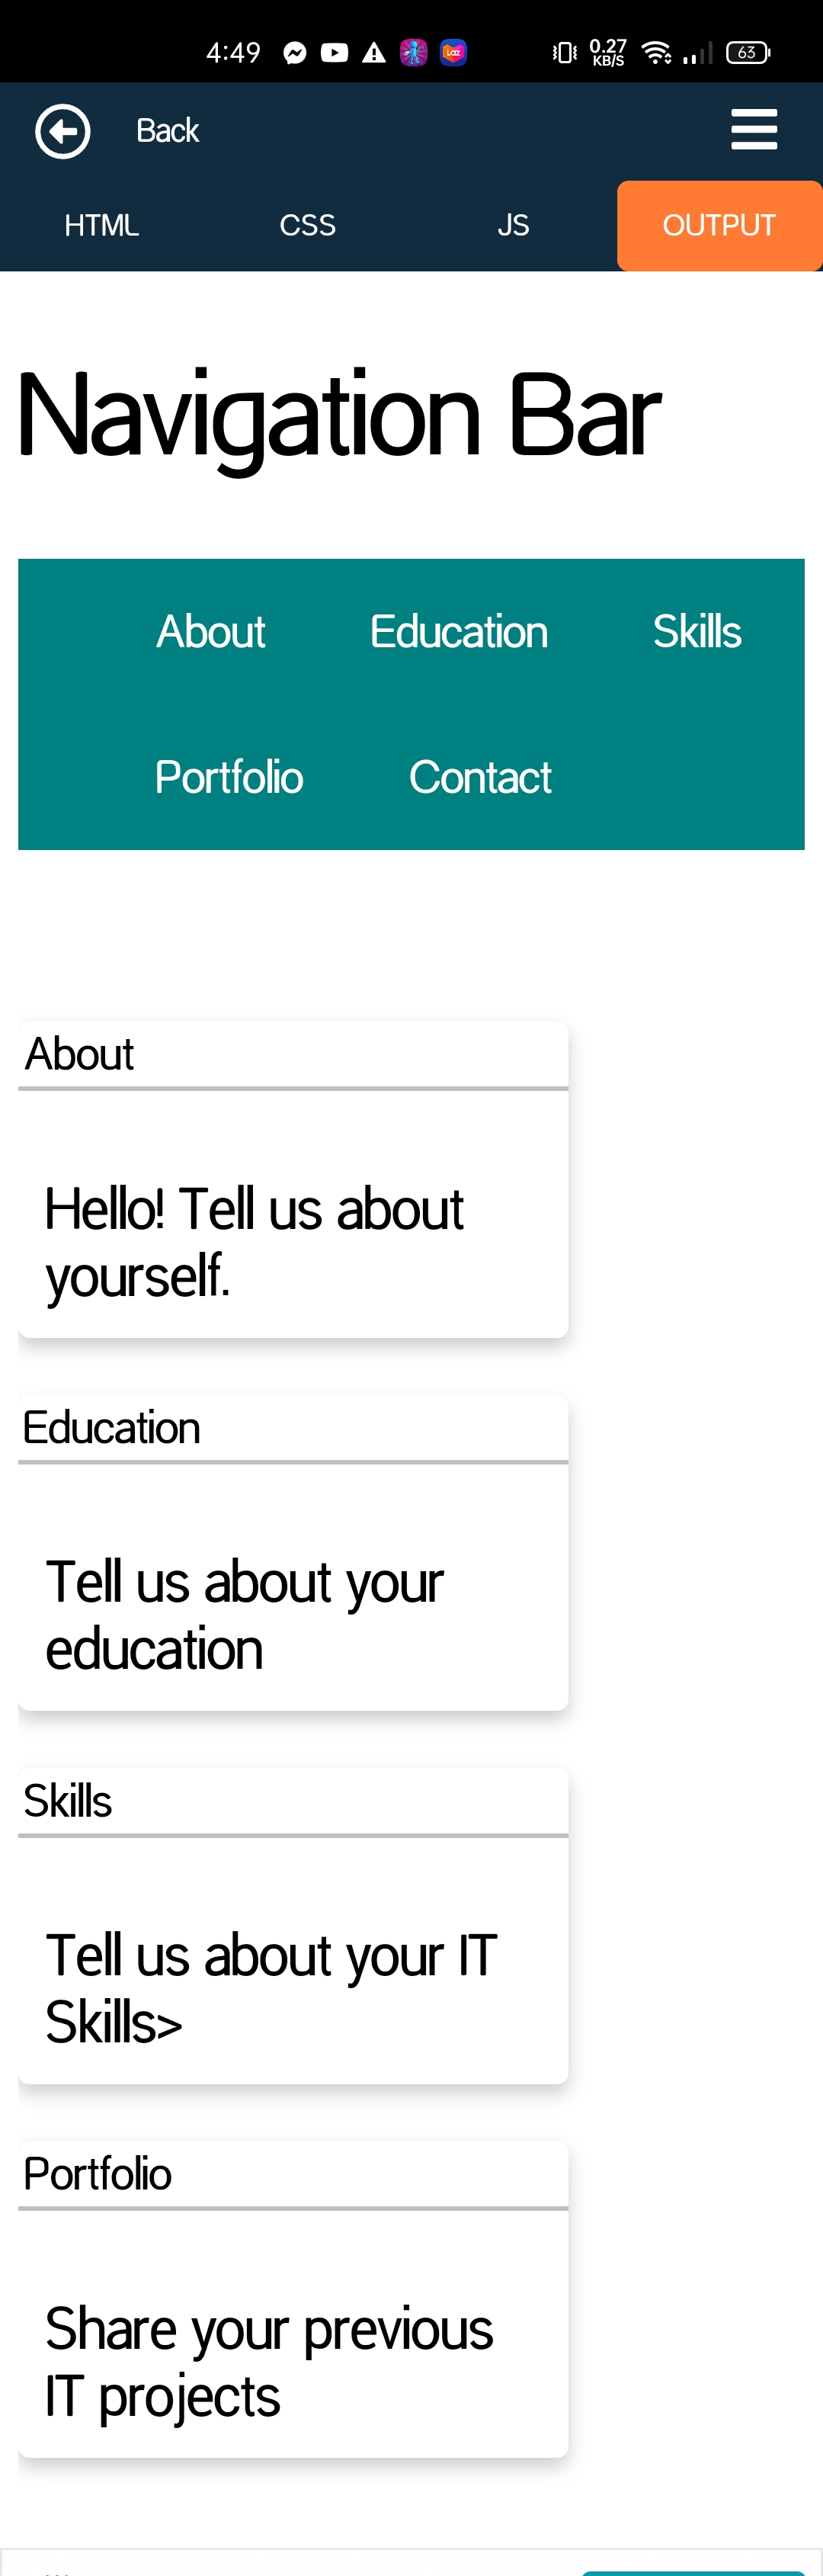 4:49 0.27 KB/S 63
Back
HTML CSS JS OUTPUT
Navigation Bar
About Education Skills
Portfolio Contact
About
Hello! Tell us about
yourself.
Education
Tell us about your
education
Skills
Tell us about your IT
Skills>
Portfolio
Share your previous
IT projects